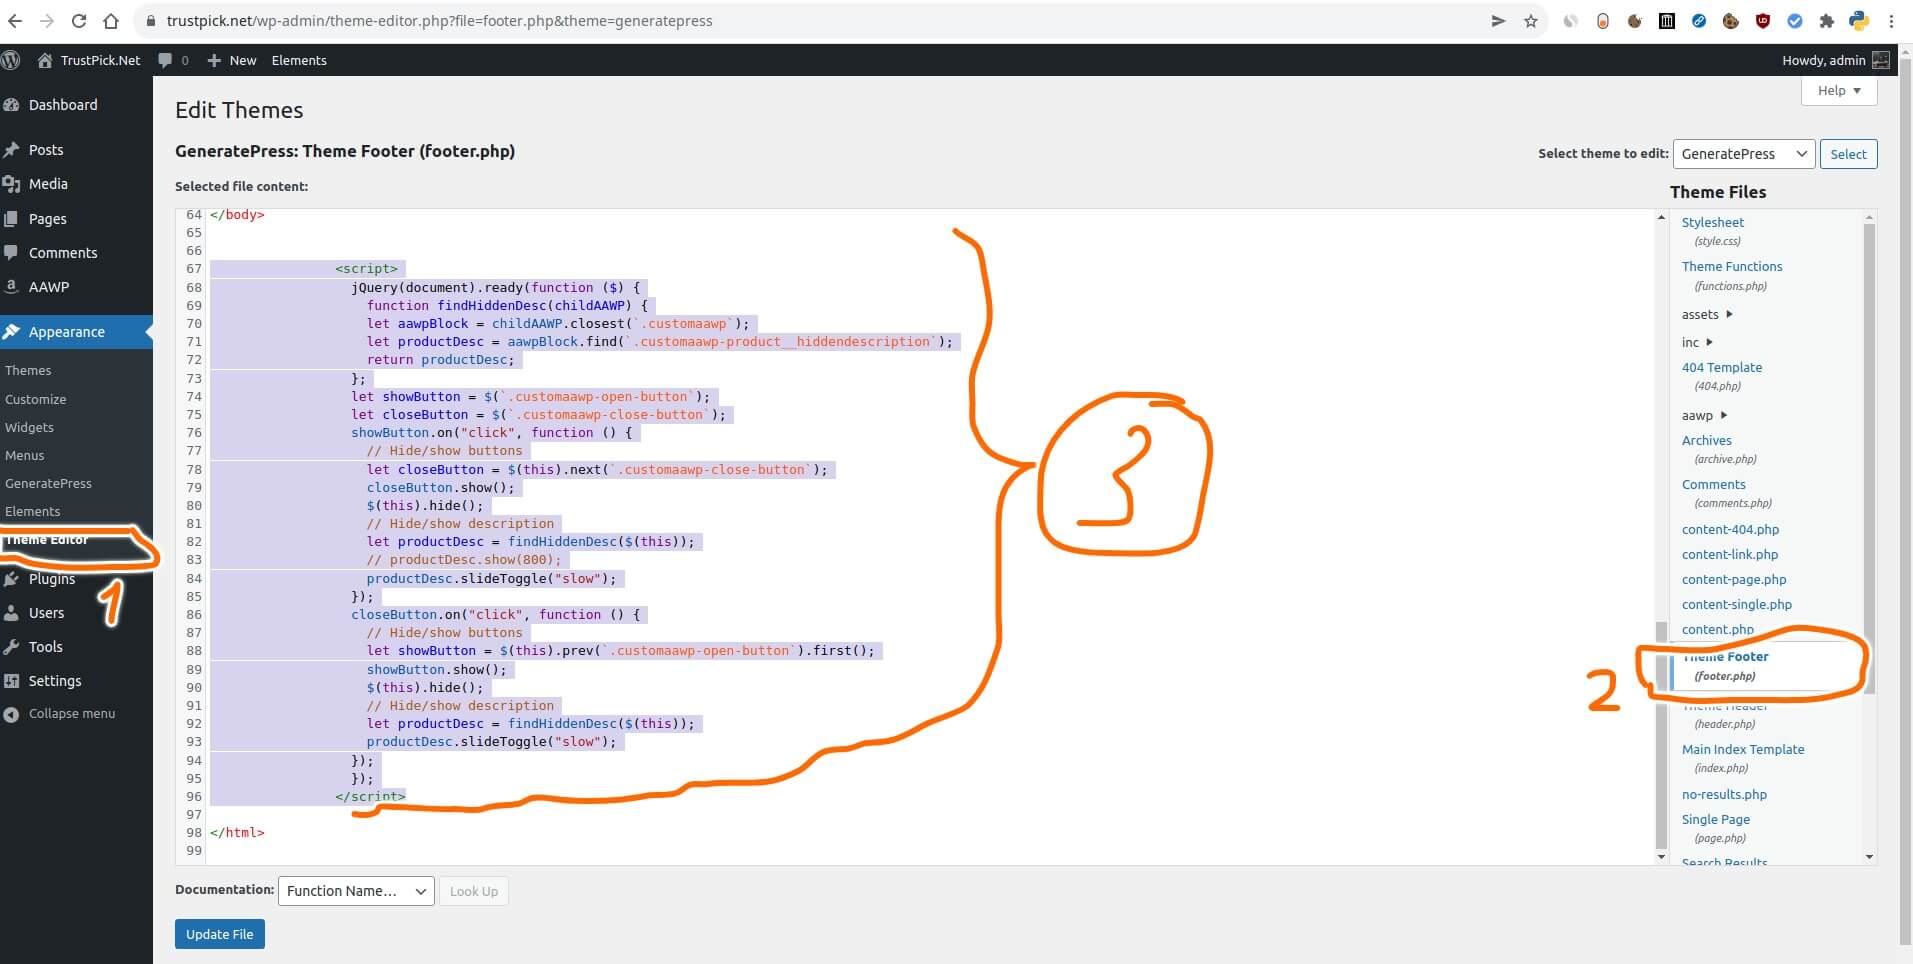 trustpick.net/wp-admin/theme-editor.php?file=footer.php&theme=generatepress
TrustPick.Net 0 New Elements Howdy, admin
Help
Dashboard
Posts
Media
Pages
Comments
AAWP
Appearance
Themes
Customize
Widgets
Menus
GeneratePress
Elements
Theme Editor
1
Plugins
Users
Tools
Settings
Collapse menu
Edit Themes
GeneratePress: Theme Footer (footer.php)
Select theme to edit: GeneratePress Select
Selected file content:
64 </body>
65
66
67 <script>
68 jQuery(document).ready(function ($) {
69 function findHiddenDesc(childAAWP) {
70 let aawpBlock = childAAWP.closest(`.customaawp`);
71 let productDesc = aawpBlock.find(`.customaawp-product__hiddendescription`);
72 return productDesc;
73 };
74 let showButton = $(`.customaawp-open-button`);
75 let closeButton = $(`.customaawp-close-button`);
76 showButton.on("click", function () {
77 // Hide/show buttons
78 let closeButton = $(this).next(`.customaawp-close-button`);
79 closeButton.show();
80 $(this).hide();
81 // Hide/show description
82 let productDesc = findHiddenDesc($(this));
83 // productDesc.show(800);
84 productDesc.slideToggle("slow");
85 });
86 closeButton.on("click", function () {
87 // Hide/show buttons
88 let showButton = $(this).prev(`.customaawp-open-button`).first();
89 showButton.show();
90 $(this).hide();
91 // Hide/show description
92 let productDesc = findHiddenDesc($(this));
93 productDesc.slideToggle("slow");
94 });
95 });
96 </script>
97
98 </html>
99
3
Theme Files
Stylesheet
(style.css)
Theme Functions
(functions.php)
assets
inc
404 Template
(404.php)
aawp
Archives
(archive.php)
Comments
(comments.php)
content-404.php
content-link.php
content-page.php
content-single.php
content.php
2
Theme Footer
(footer.php)
Theme Header
(header.php)
Main Index Template
(index.php)
no-results.php
Single Page
(page.php)
Search Results
Documentation: Function Name... Look Up
Update File